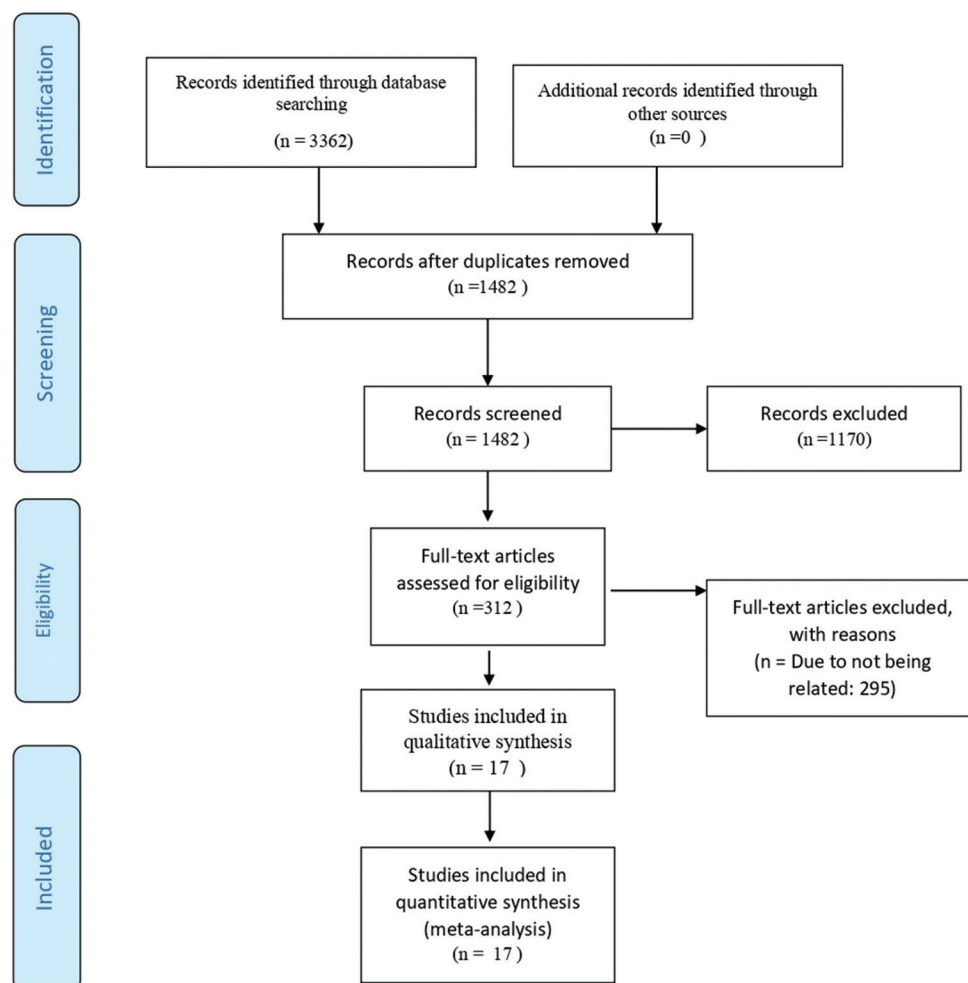 Identification
Records identified through database
searching
(n = 3362)
Additional records identified through
other sources
(n =0 )
Screening
Records after duplicates removed
(n =1482 )
Records screened
(n = 1482 )
Records excluded
(n =1170)
Eligibility
Full-text articles
assessed for eligibility
(n =312 )
Full-text articles excluded,
with reasons
(n = Due to not being
related: 295)
Studies included in
qualitative synthesis
(n = 17 )
Included
Studies included in
quantitative synthesis
(meta-analysis)
(n = 17 )